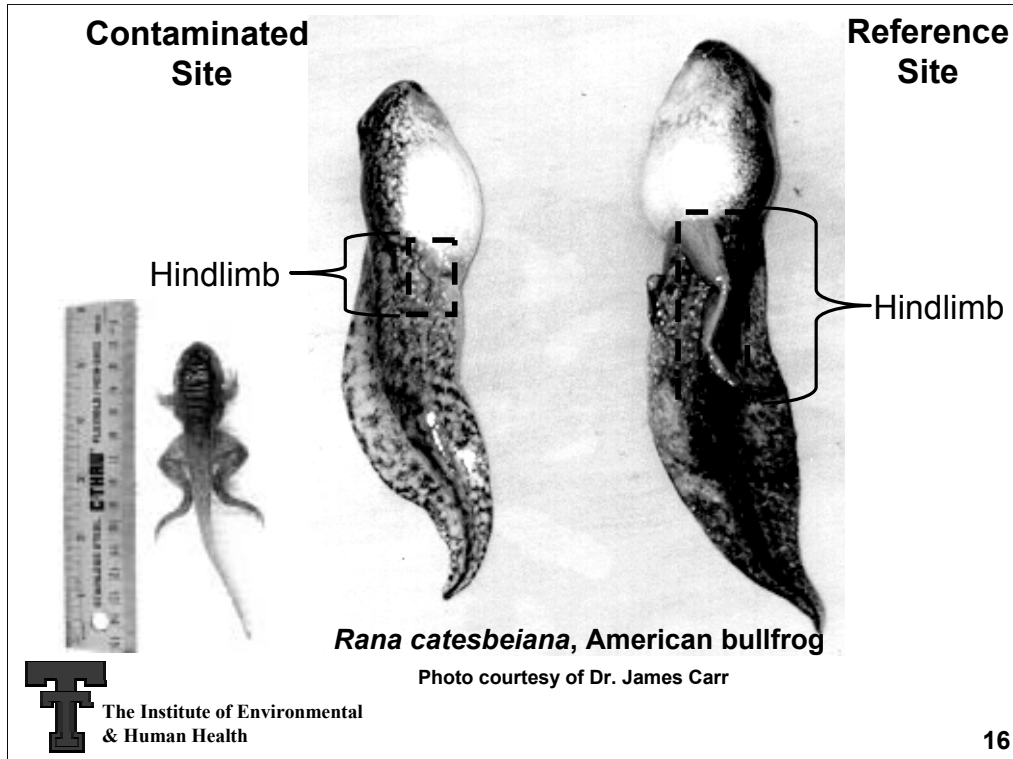 Contaminated
Site
Reference
Site
Hindlimb
Hindlimb
C-THRU
Rana catesbeiana, American bullfrog
Photo courtesy of Dr. James Carr
The Institute of Environmental
& Human Health
16